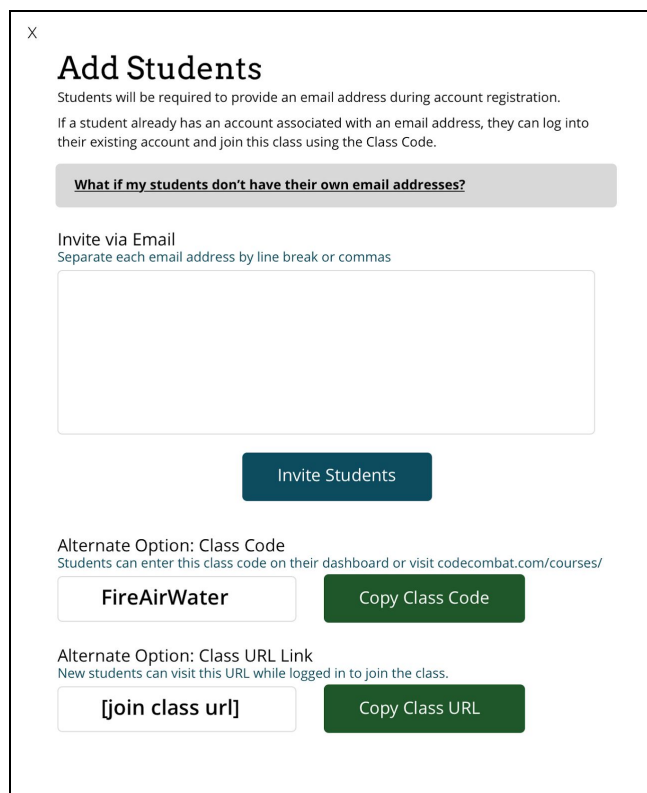 X
Add Students
Students will be required to provide an email address during account registration.
If a student already has an account associated with an email address, they can log into
their existing account and join this class using the Class Code.
What if my students don’t have their own email addresses?
Invite via Email
Separate each email address by line break or commas
Invite Students
Alternate Option: Class Code
Students can enter this class code on their dashboard or visit codecombat.com/courses/
FireAirWater
Copy Class Code
Alternate Option: Class URL Link
New students can visit this URL while logged in to join the class.
[join class url]
Copy Class URL